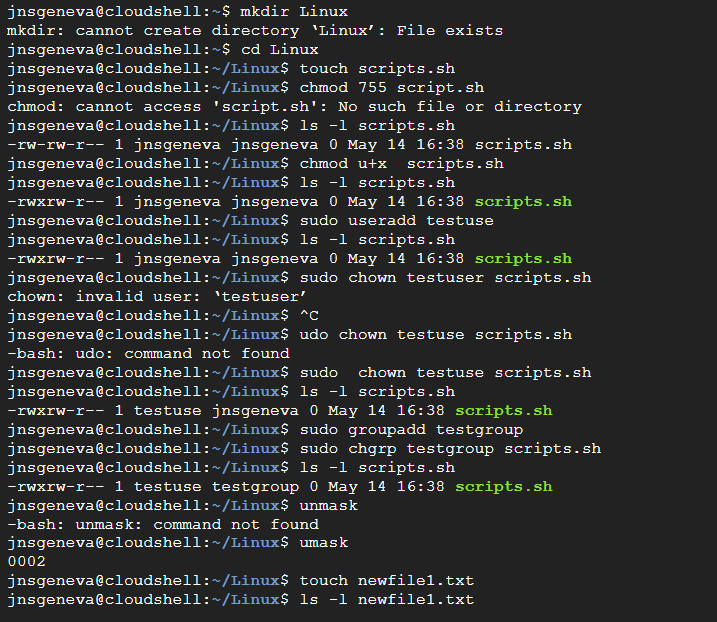 jnsgeneva@cloudshell:~$ mkdir Linux
mkdir: cannot create directory ‘Linux’: File exists
jnsgeneva@cloudshell:~$ cd Linux
jnsgeneva@cloudshell:~/Linux$ touch scripts.sh
jnsgeneva@cloudshell:~/Linux$ chmod 755 script.sh
chmod: cannot access 'script.sh': No such file or directory
jnsgeneva@cloudshell:~/Linux$ ls -l scripts.sh
-rw-rw-r-- 1 jnsgeneva jnsgeneva 0 May 14 16:38 scripts.sh
jnsgeneva@cloudshell:~/Linux$ chmod u+x  scripts.sh
jnsgeneva@cloudshell:~/Linux$ ls -l scripts.sh
-rwxrw-r-- 1 jnsgeneva jnsgeneva 0 May 14 16:38 scripts.sh
jnsgeneva@cloudshell:~/Linux$ sudo useradd testuse
jnsgeneva@cloudshell:~/Linux$ ls -l scripts.sh
-rwxrw-r-- 1 jnsgeneva jnsgeneva 0 May 14 16:38 scripts.sh
jnsgeneva@cloudshell:~/Linux$ sudo chown testuser scripts.sh
chown: invalid user: ‘testuser’
jnsgeneva@cloudshell:~/Linux$ ^C
jnsgeneva@cloudshell:~/Linux$ udo chown testuse scripts.sh
-bash: udo: command not found
jnsgeneva@cloudshell:~/Linux$ sudo  chown testuse scripts.sh
jnsgeneva@cloudshell:~/Linux$ ls -l scripts.sh
-rwxrw-r-- 1 testuse jnsgeneva 0 May 14 16:38 scripts.sh
jnsgeneva@cloudshell:~/Linux$ sudo groupadd testgroup
jnsgeneva@cloudshell:~/Linux$ sudo chgrp testgroup scripts.sh
jnsgeneva@cloudshell:~/Linux$ ls -l scripts.sh
-rwxrw-r-- 1 testuse testgroup 0 May 14 16:38 scripts.sh
jnsgeneva@cloudshell:~/Linux$ unmask
-bash: unmask: command not found
jnsgeneva@cloudshell:~/Linux$ umask
0002
jnsgeneva@cloudshell:~/Linux$ touch newfile1.txt
jnsgeneva@cloudshell:~/Linux$ ls -l newfile1.txt